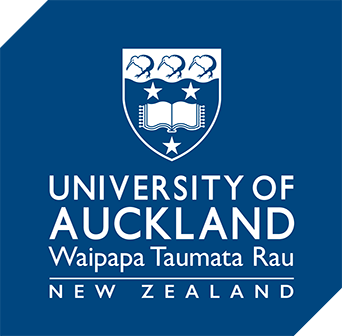 UNIVERSITY OF
AUCKLAND
Waipapa Taumata Rau
NEW ZEALAND